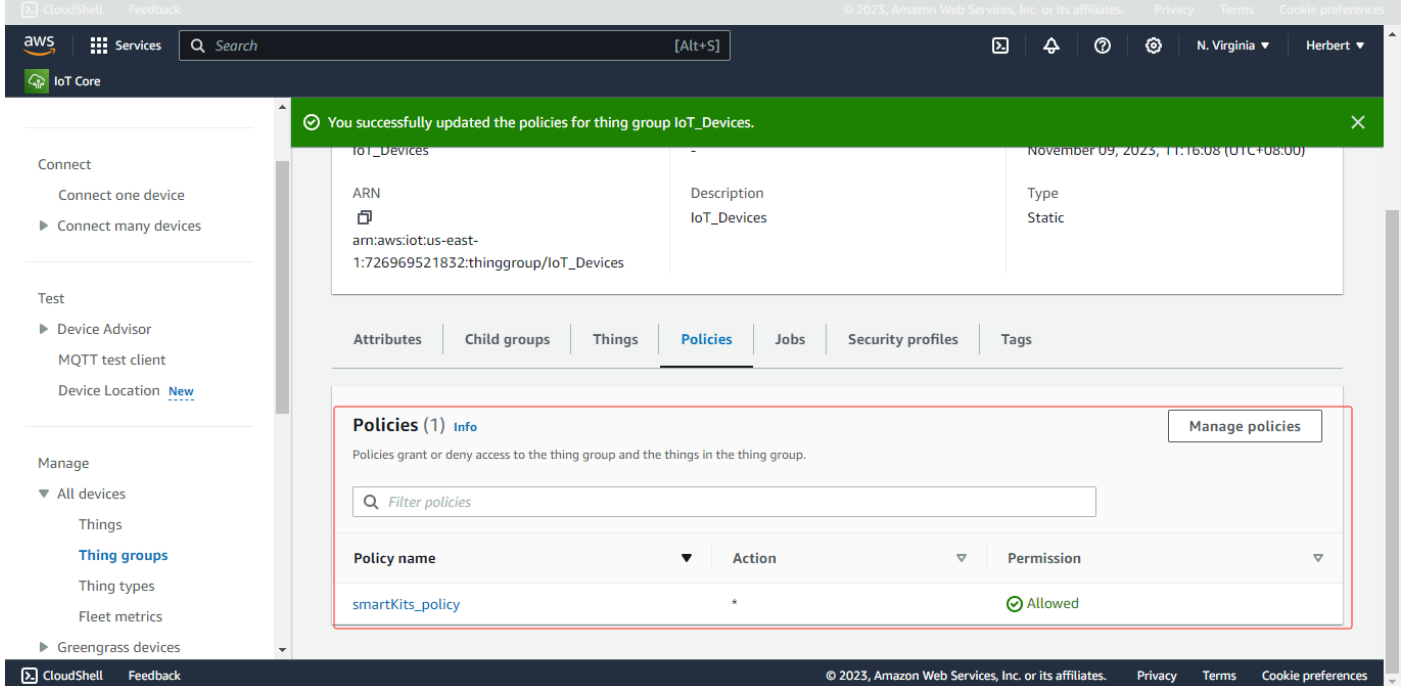 CloudShell Feedback © 2023, Amazon Web Services, Inc. or its affiliates. Privacy Terms Cookie preferences
aws Services Search [Alt+S] N. Virginia Herbert
IoT Core
You successfully updated the policies for thing group IoT_Devices.
Connect
Connect one device
Connect many devices
Test
Device Advisor
MQTT test client
Device Location New
Manage
All devices
Things
Thing groups
Thing types
Fleet metrics
Greengrass devices
IoT_Devices - November 09, 2023, 11:16:08 (UTC+08:00)
ARN Description Type
IoT_Devices Static
arn:aws:iot:us-east-
1:726969521832:thinggroup/IoT_Devices
Attributes Child groups Things Policies Jobs Security profiles Tags
Policies (1) Info Manage policies
Policies grant or deny access to the thing group and the things in the thing group.
Filter policies
Policy name Action Permission
smartKits_policy * Allowed
CloudShell Feedback © 2023, Amazon Web Services, Inc. or its affiliates. Privacy Terms Cookie preferences